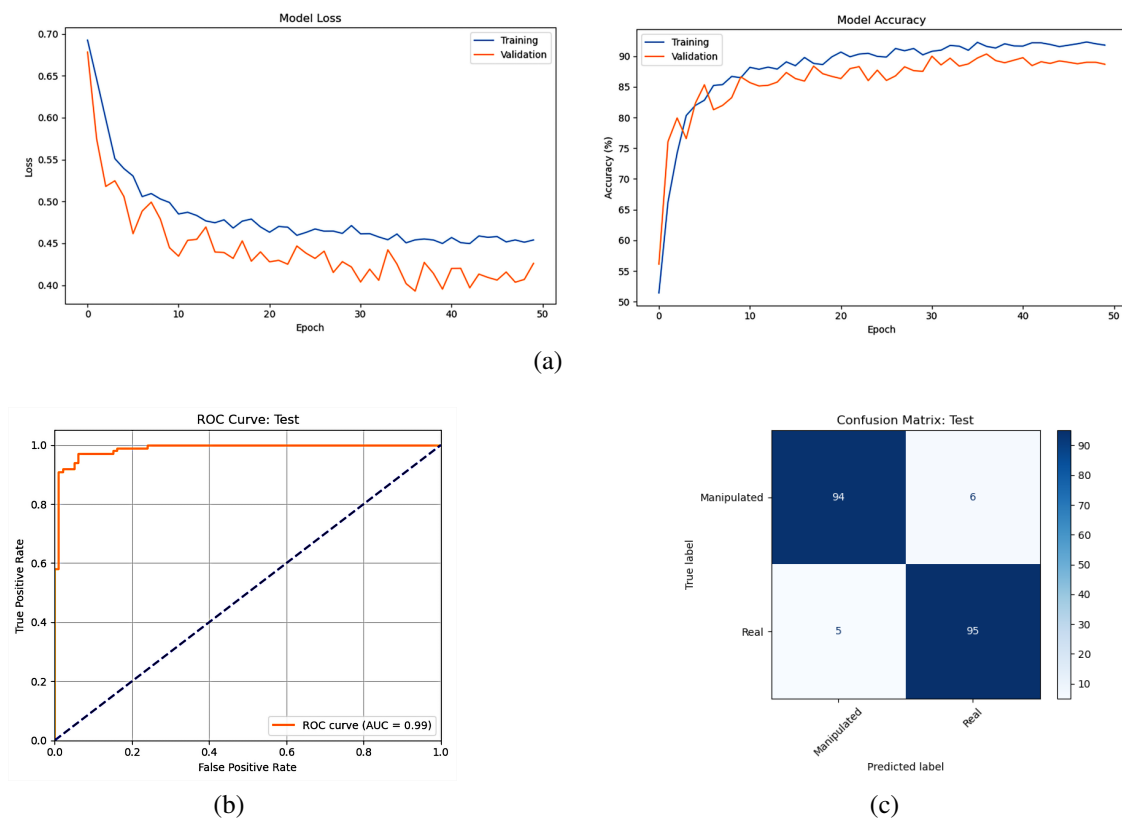 Model Loss
Training
Validation
0.70
0.65
0.60
0.55
0.50
0.45
0.40
Loss
0
10
20
30
40
50
Epoch
Model Accuracy
Training
Validation
90
85
80
75
70
65
60
55
50
Accuracy (%)
0
10
20
30
40
50
Epoch
(a)
ROC Curve: Test
1.0
0.8
0.6
0.4
0.2
0.0
True Positive Rate
ROC curve (AUC = 0.99)
0.0
0.2
0.4
0.6
0.8
1.0
False Positive Rate
(b)
Confusion Matrix: Test
True label
Manipulated
94
6
Real
5
95
Manipulated
Real
Predicted label
90
80
70
60
50
40
30
20
10
(c)